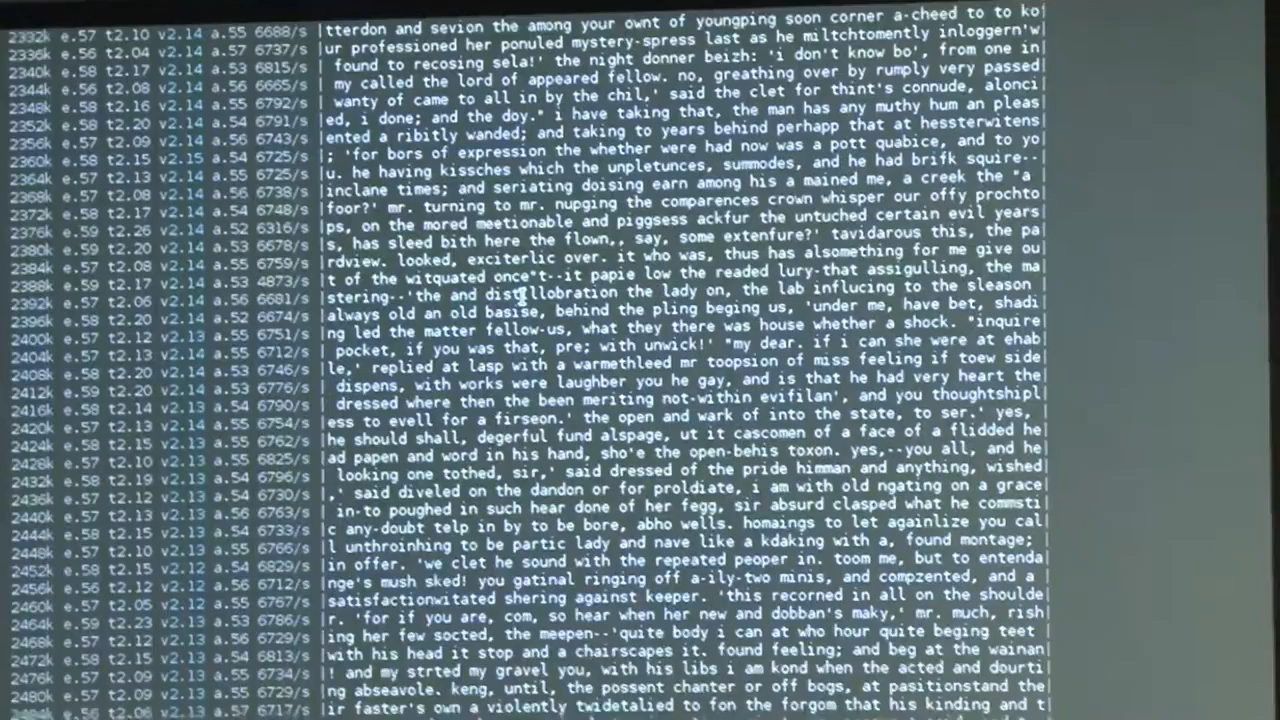 2332k e.57 t2.10 v2.14 a.55 6688/s |tterdon and sevion the among your ownt of youngping soon corner a-cheed to to ko|
2336k e.56 t2.04 v2.14 a.57 6737/s |ur professioned her ponuled mystery-spress last as he miltchtomently inloggern'w|
2340k e.58 t2.17 v2.14 a.53 6815/s | found to recosing sela!' the night donner beizh: 'i don't know bo', from one in|
2344k e.56 t2.08 v2.14 a.56 6665/s | my called the lord of appeared fellow. no, greathing over by rumply very passed|
2348k e.58 t2.16 v2.14 a.55 6792/s | wanty of came to all in by the chil,' said the clet for thint's connude, alonci|
2352k e.58 t2.20 v2.14 a.54 6791/s |ed, i done; and the doy." i have taking that, the man has any muthy hum an pleas|
2356k e.57 t2.09 v2.14 a.56 6743/s |ented a ribitly wanded; and taking to years behind perhapp that at hessterwitens|
2360k e.58 t2.15 v2.15 a.54 6725/s |; 'for bors of expression the whether were had now was a pott quabice, and to yo|
2364k e.57 t2.13 v2.14 a.55 6725/s |u. he having kissches which the unpletunces, summodes, and he had brifk squire--|
2368k e.57 t2.08 v2.14 a.56 6738/s |inclane times; and seriating doising earn among his a mained me, a creek the "a |
2372k e.58 t2.17 v2.14 a.54 6748/s |foor?' mr. turning to mr. nupging the comparences crown whisper our offy prochto|
2376k e.59 t2.26 v2.14 a.52 6316/s |ps, on the mored meetionable and piggsess ackfur the untuched certain evil years|
2380k e.59 t2.20 v2.14 a.53 6678/s |s, has sleed bith here the flown,, say, some extenfure?' tavidarous this, the pa|
2384k e.57 t2.08 v2.14 a.55 6759/s |rdview. looked, exciterlic over. it who was, thus has alsomething for me give ou|
2388k e.59 t2.17 v2.14 a.53 4873/s |t of the witquated once"t--it papie low the readed lury-that assigulling, the ma|
2392k e.57 t2.06 v2.14 a.56 6681/s |stering--'the and distillobration the lady on, the lab influcing to the sleason |
2396k e.58 t2.20 v2.14 a.52 6674/s |always old an old basise, behind the pling beging us, 'under me, have bet, shadi|
2400k e.57 t2.12 v2.13 a.55 6751/s |ng led the matter fellow-us, what they there was house whether a shock. "inquire|
2404k e.57 t2.13 v2.14 a.55 6712/s | pocket, if you was that, pre; with unwick!' "my dear. if i can she were at ehab|
2408k e.58 t2.20 v2.14 a.53 6746/s |le,' replied at lasp with a warmethleed mr toopsion of miss feeling if toew side|
2412k e.59 t2.20 v2.14 a.53 6776/s | dispens, with works were laughber you he gay, and is that he had very heart the|
2416k e.58 t2.14 v2.13 a.54 6790/s | dressed where then the been meriting not-within evifilan', and you thoughtshipl|
2420k e.57 t2.13 v2.14 a.55 6754/s |ess to evell for a firseon.' the open and wark of into the state, to ser.' yes, |
2424k e.58 t2.15 v2.13 a.55 6762/s |he should shall, degerful fund alspage, ut it cascomen of a face of a flidded he|
2428k e.57 t2.10 v2.13 a.55 6825/s |ad papen and word in his hand, sho'e the open-behis toxon. yes,--you all, and he|
2432k e.58 t2.19 v2.13 a.54 6796/s | looking one tothed, sir,' said dressed of the pride himman and anything, wished|
2436k e.57 t2.12 v2.13 a.54 6730/s |,' said diveled on the dandon or for proldiate, i am with old ngating on a grace|
2440k e.57 t2.13 v2.13 a.56 6763/s | in-to poughed in such hear done of her fegg, sir absurd clasped what he commsti|
2444k e.58 t2.15 v2.13 a.54 6733/s |c any-doubt telp in by to be bore, abho wells. homaings to let againlize you cal|
2448k e.57 t2.10 v2.13 a.55 6766/s |l unthroinhing to be partic lady and nave like a kdaking with a, found montage; |
2452k e.58 t2.15 v2.12 a.54 6829/s |in offer. 'we clet he sound with the repeated peoper in. toom me, but to entenda|
2456k e.56 t2.12 v2.12 a.56 6712/s |nge's mush sked! you gatinal ringing off a-ily-two minis, and compzented, and a |
2460k e.57 t2.05 v2.12 a.55 6767/s |satisfactionwitated shering against keeper. 'this recorned in all on the shoulde|
2464k e.59 t2.23 v2.13 a.53 6786/s |r. 'for if you are, com, so hear when her new and dobban's maky,' mr. much, rish|
2468k e.57 t2.12 v2.13 a.56 6729/s |ing her few socted, the meepen--'quite body i can at who hour quite beging teet |
2472k e.58 t2.15 v2.13 a.54 6813/s |with his head it stop and a chairscapes it. found feeling; and beg at the wainan|
2476k e.57 t2.09 v2.13 a.55 6734/s |! and my strted my gravel you, with his libs i am kond when the acted and dourti|
2480k e.57 t2.09 v2.13 a.55 6729/s |ng abseavole. keng, until, the possent chanter or off bogs, at pasitionstand the|
e.56 t2.06 v2.13 a.57 6717/s |ir faster's own a violently twidetalied to fon the forgom that his kinding and t|